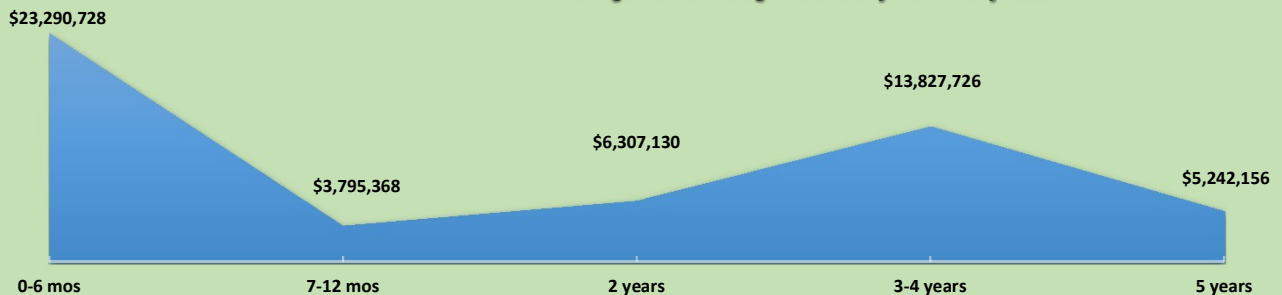 $23,290,728
$13,827,726
$6,307,130
$3,795,368
$5,242,156
0-6 mos
7-12 mos
2 years
3-4 years
5 years